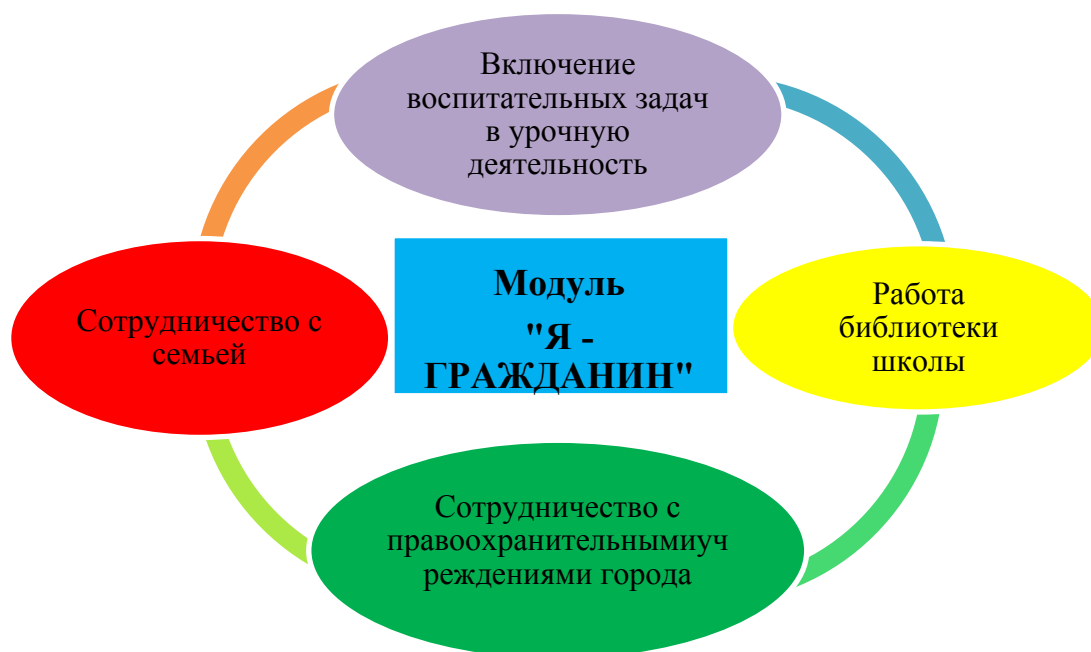 Включение
воспитательных задач
в урочную
деятельность
Модуль
"Я -
ГРАЖДАНИН"
Сотрудничество с
семьей
Работа
библиотеки
школы
Сотрудничество с
правоохранительнымиуч
реждениями города